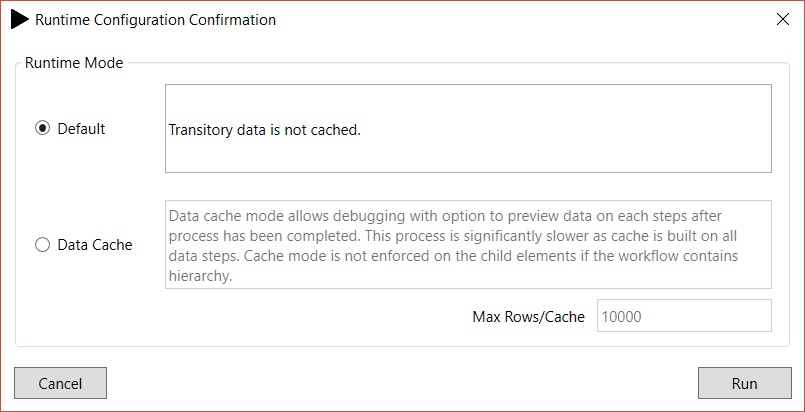 Runtime Configuration Confirmation
Runtime Mode
Default
Transitory data is not cached.
Data Cache
Data cache mode allows debugging with option to preview data on each steps after
process has been completed. This process is significantly slower as cache is built on all
data steps. Cache mode is not enforced on the child elements if the workflow contains
hierarchy.
Max Rows/Cache
10000
Cancel
Run